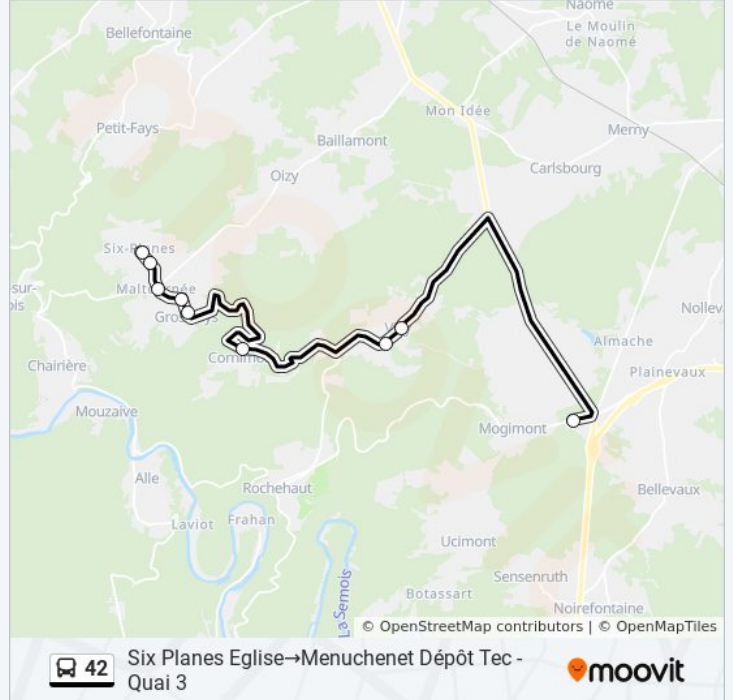 Naomé
Bellefontaine
Le Moulin
de Naomé
Mon Idée
Petit-Fays
Merny
Baillamont
Carlsbourg
Oizy
Six-Planes
-sur-
ois
Nollev
Almache
Chairière
Plainevaux
Mouzaive
Mogimont
Alle
Rochehaut
Bellevaux
Laviot
Frahan
Ucimont
Sensenruth
Botassart
Noirefontaine
La Semois
© OpenStreetMap contributors | © OpenMapTiles
42
Six Planes Eglise→Menuchenet Dépôt Tec -
Quai 3
moovit